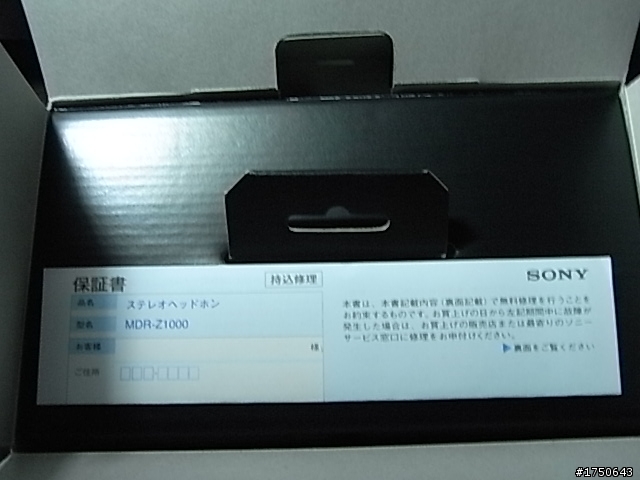 保証書
持込修理
SONY
品名 ステレオヘッドホン
型名 MDR-Z1000
お客様 様
ご住所
本書は、本書記載内容（裏面記載）で無料修理を行うことを
お約束するものです。お買上げの日から左記期間中に故障が
発生した場合は、お買上げの販売店または最寄りのソニー
サービス窓口に修理をお申付けください。
▶裏面をご覧ください
#1750643